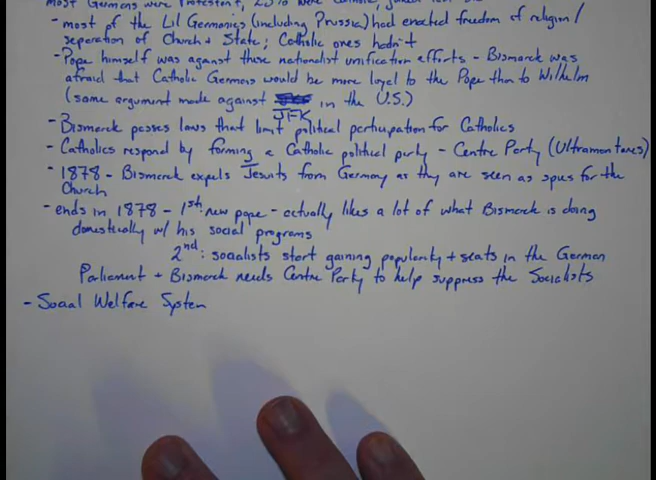 most Germans were Protestant,
- most of the Lil Germanies (including Prussia) had enacted freedom of religion/
separation of Church + State; Catholic ones hadn't
- Pope himself was against these nationalist unification efforts - Bismarck was
afraid that Catholic Germans would be more loyal to the Pope than to Wilhelm
(same argument made against JFK in the U.S.)
- Bismarck passes laws that limit political participation for Catholics
- Catholics respond by forming a Catholic political party - Centre Party (Ultramontanes)
- 1878 - Bismarck expels Jesuits from Germany as they are seen as spies for the
Church
- ends in 1878 - 1st new pope - actually likes a lot of what Bismarck is doing
domestically w/ his social programs
2nd: socialists start gaining popularity + seats in the German
Parliament + Bismarck needs Centre Party to help suppress the Socialists
- Social Welfare System